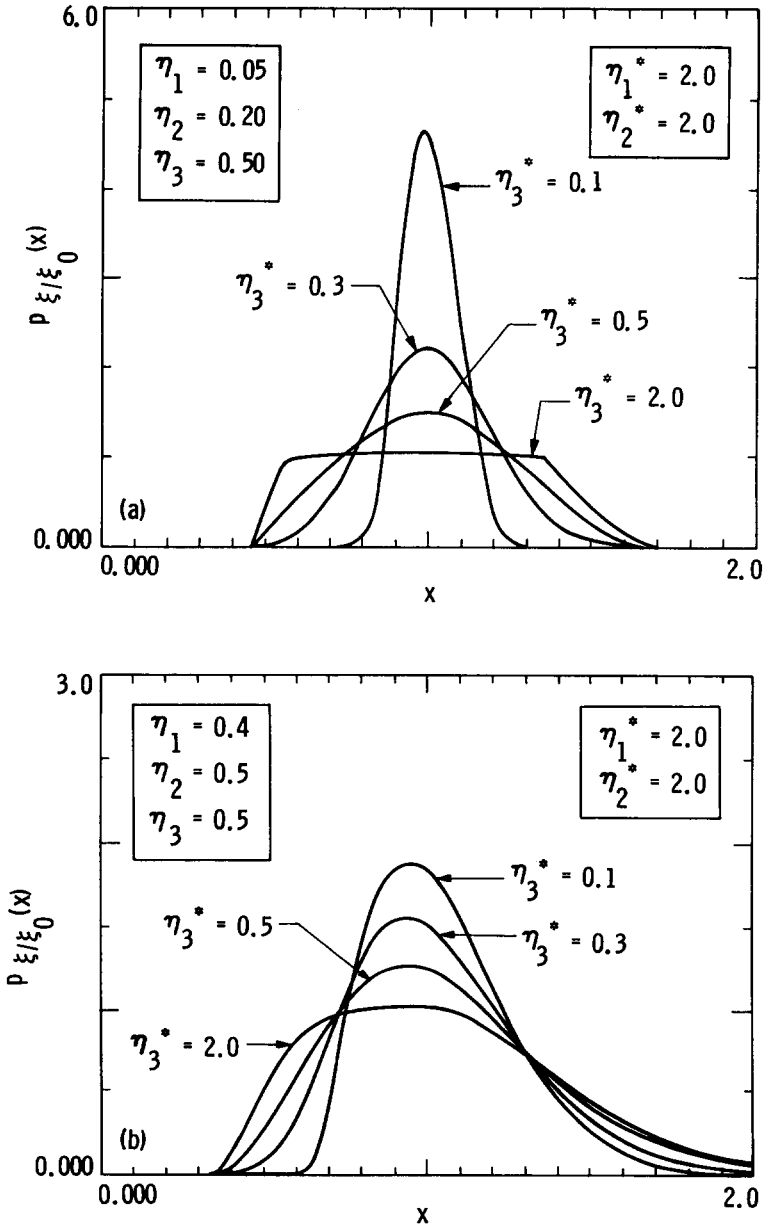 6.0
η₁ = 0.05
η₂ = 0.20
η₃ = 0.50
η₁* = 2.0
η₂* = 2.0
η₃* = 0.1
η₃* = 0.3
η₃* = 0.5
η₃* = 2.0
p ξ/ξ₀ (x)
(a)
0.000
0.000
2.0
x
3.0
η₁ = 0.4
η₂ = 0.5
η₃ = 0.5
η₁* = 2.0
η₂* = 2.0
η₃* = 0.1
η₃* = 0.5
η₃* = 0.3
η₃* = 2.0
p ξ/ξ₀ (x)
(b)
0.000
0.000
2.0
x